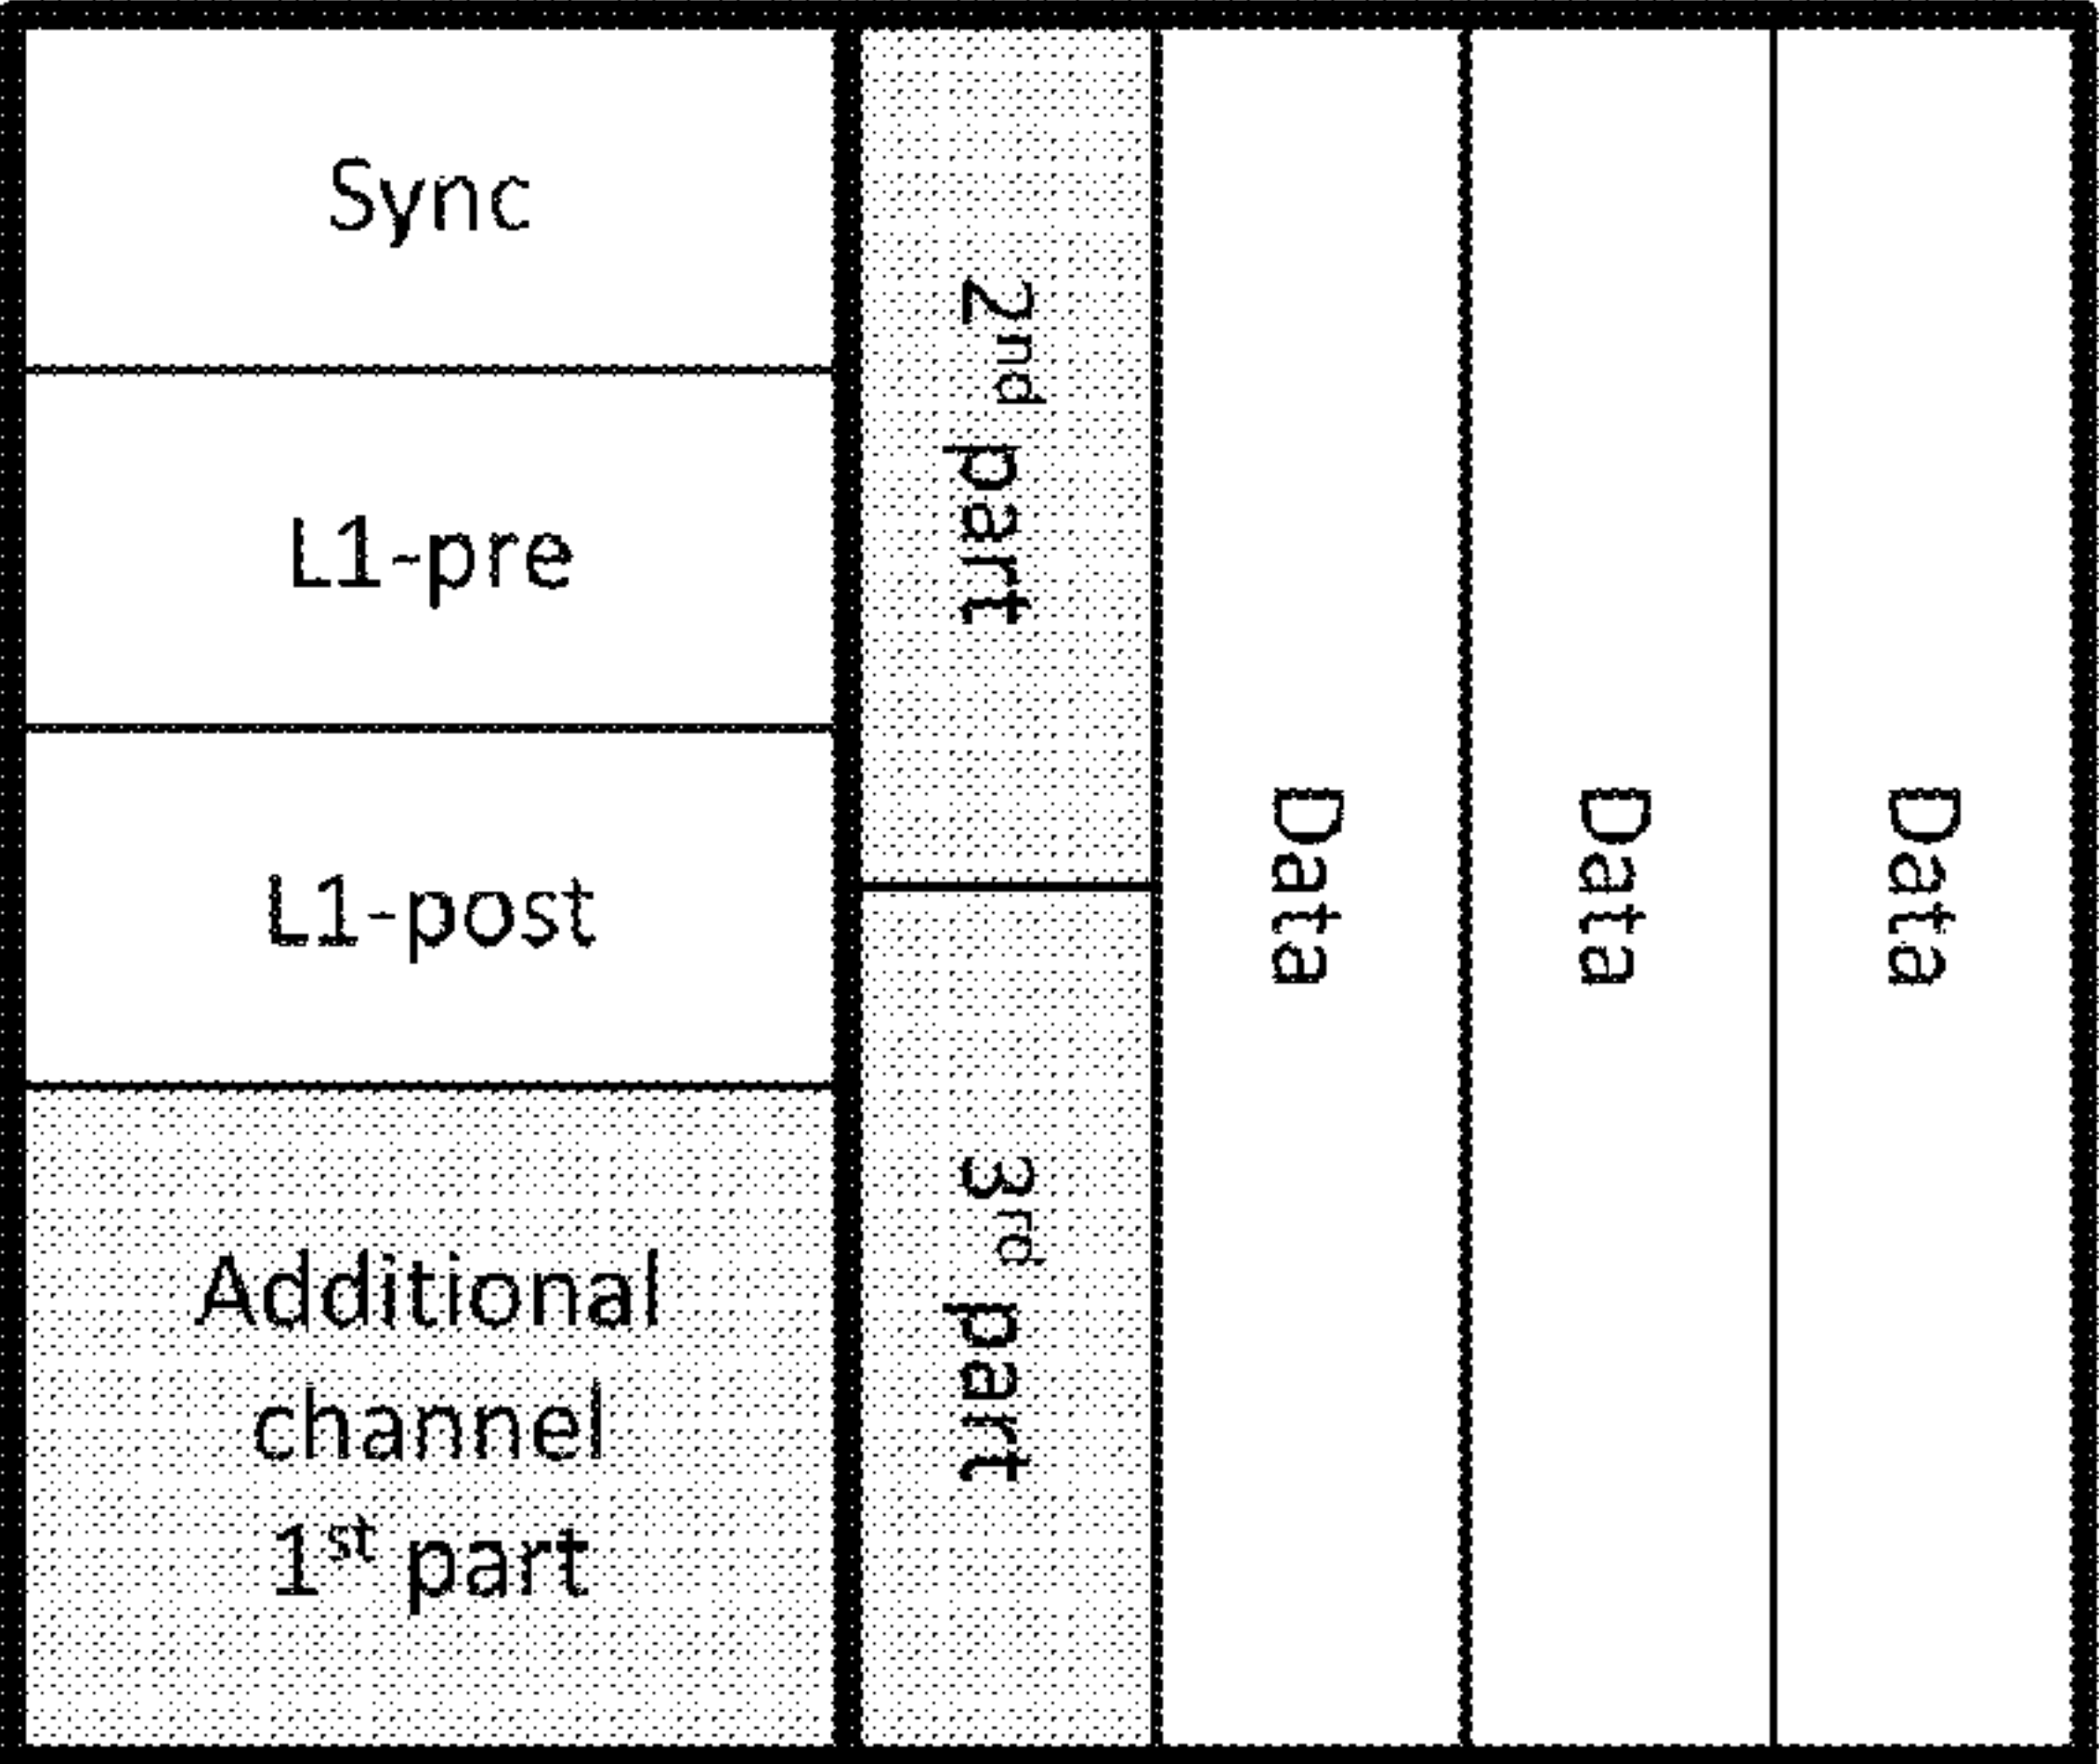 Sync
L1-pre
L1-post
Additional
channel
1st part
2nd part
3rd part
Data
Data
Data